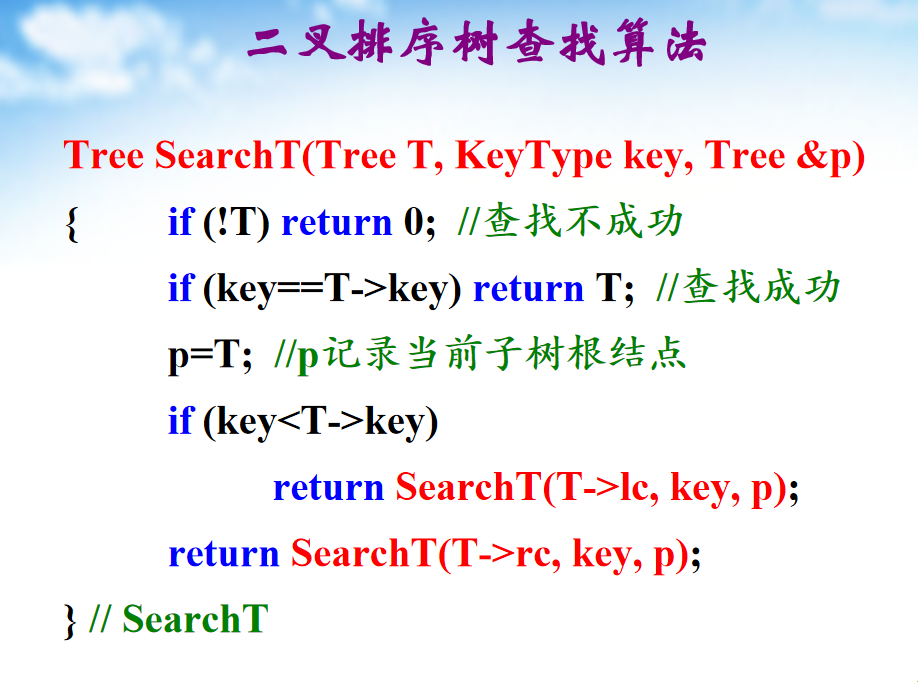 二叉排序树查找算法
Tree SearchT(Tree T, KeyType key, Tree &p)
{ if (!T) return 0; //查找不成功
if (key==T->key) return T; //查找成功
p=T; //p记录当前子树根结点
if (key<T->key)
return SearchT(T->lc, key, p);
return SearchT(T->rc, key, p);
} // SearchT